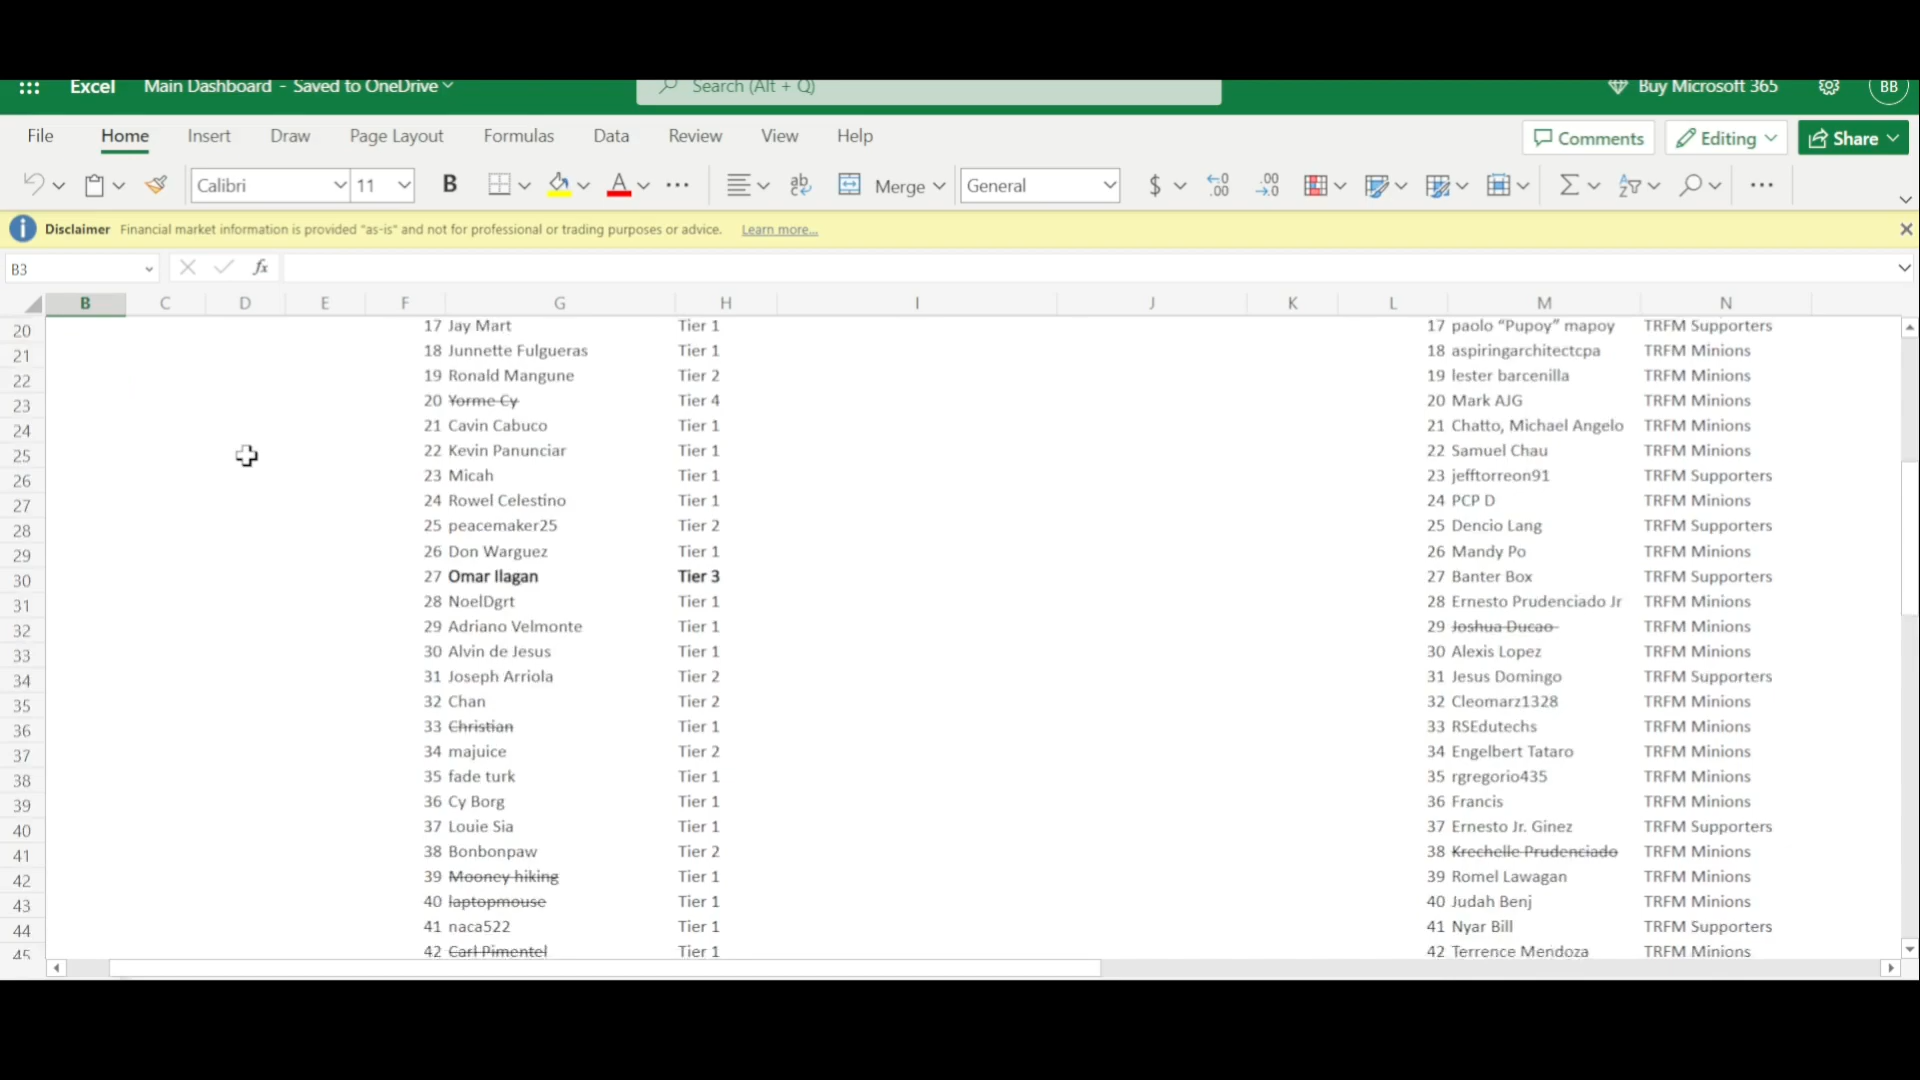 Excel Main Dashboard - Saved to OneDrive Search (Alt + Q) Buy Microsoft 365 BB
File Home Insert Draw Page Layout Formulas Data Review View Help Comments Editing Share
Calibri 11 B A ab Merge General $ .00 .00
Disclaimer Financial market information is provided "as-is" and not for professional or trading purposes or advice. Learn more...
B3 fx
B C D E F G H I J K L M N
20 17 Jay Mart Tier 1 17 paolo “Pupoy” mapoy TRFM Supporters
21 18 Junnette Fulgueras Tier 1 18 aspiringarchitectcpa TRFM Minions
22 19 Ronald Mangune Tier 2 19 lester barcenilla TRFM Minions
23 20 Yorme Cy Tier 4 20 Mark AJG TRFM Minions
24 21 Cavin Cabuco Tier 1 21 Chatto, Michael Angelo TRFM Minions
25 22 Kevin Panunciar Tier 1 22 Samuel Chau TRFM Minions
26 23 Micah Tier 1 23 jefftorreon91 TRFM Supporters
27 24 Rowel Celestino Tier 1 24 PCP D TRFM Minions
28 25 peacemaker25 Tier 2 25 Dencio Lang TRFM Supporters
29 26 Don Warguez Tier 1 26 Mandy Po TRFM Minions
30 27 Omar Ilagan Tier 3 27 Banter Box TRFM Supporters
31 28 NoelDgrt Tier 1 28 Ernesto Prudenciado Jr TRFM Minions
32 29 Adriano Velmonte Tier 1 29 Joshua Ducao TRFM Minions
33 30 Alvin de Jesus Tier 1 30 Alexis Lopez TRFM Minions
34 31 Joseph Arriola Tier 2 31 Jesus Domingo TRFM Supporters
35 32 Chan Tier 2 32 Cleomarz1328 TRFM Minions
36 33 Christian Tier 1 33 RSEdutechs TRFM Minions
37 34 majuice Tier 2 34 Engelbert Tataro TRFM Minions
38 35 fade turk Tier 1 35 rgregorio435 TRFM Minions
39 36 Cy Borg Tier 1 36 Francis TRFM Minions
40 37 Louie Sia Tier 1 37 Ernesto Jr. Ginez TRFM Supporters
41 38 Bonbonpaw Tier 2 38 Krechelle Prudenciado TRFM Minions
42 39 Mooney hiking Tier 1 39 Romel Lawagan TRFM Minions
43 40 laptopmouse Tier 1 40 Judah Benj TRFM Minions
44 41 naca522 Tier 1 41 Nyar Bill TRFM Supporters
45 42 Carl Pimentel Tier 1 42 Terrence Mendoza TRFM Minions